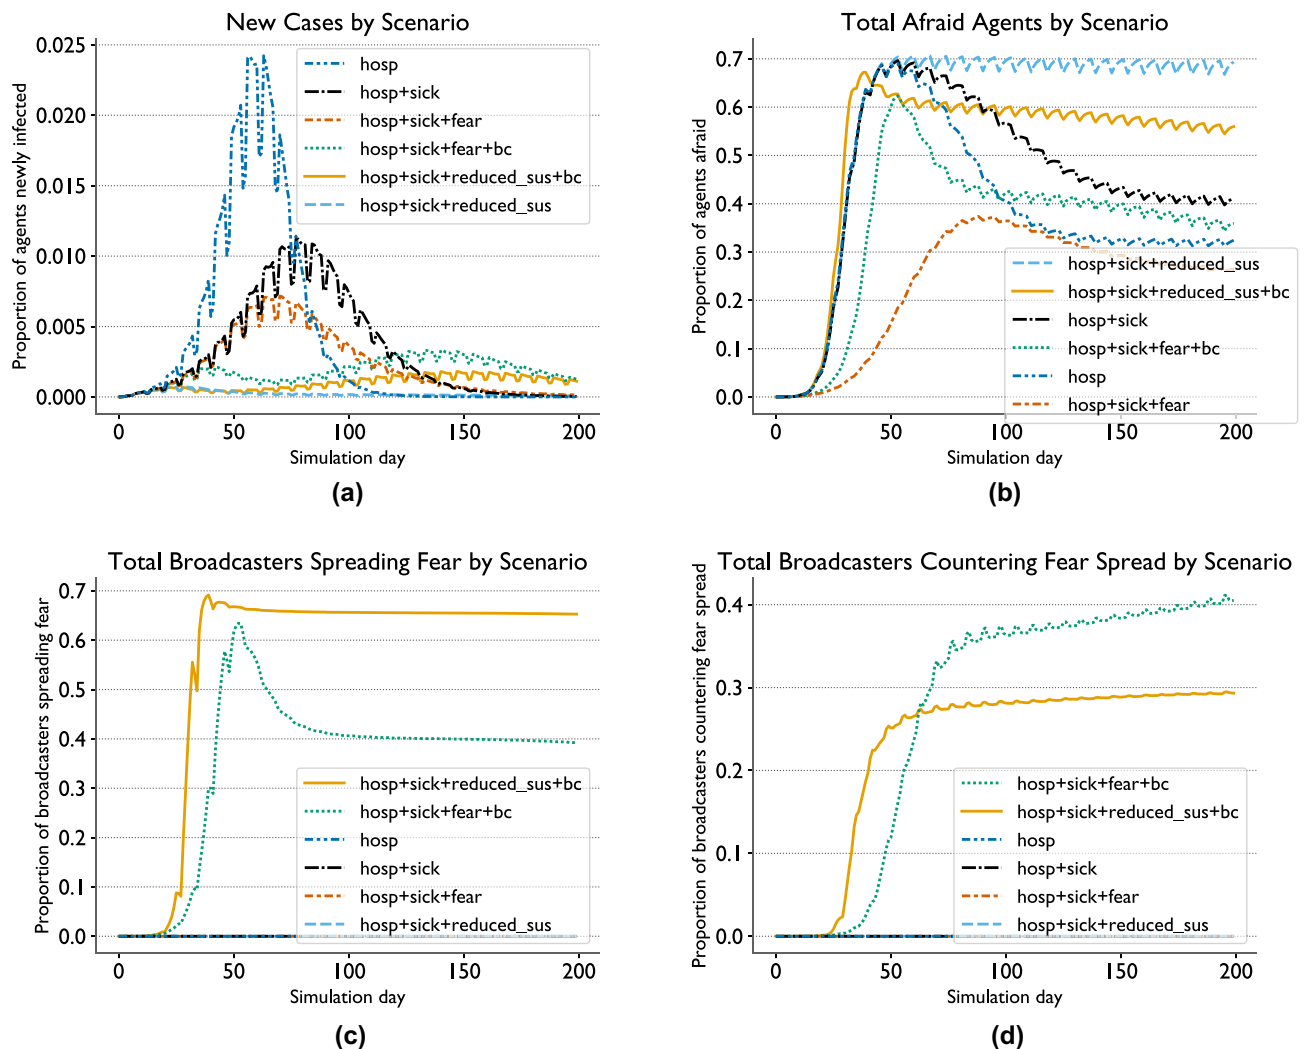 New Cases by Scenario
Proportion of agents newly infected
0.025
0.020
0.015
0.010
0.005
0.000
hosp
hosp+sick
hosp+sick+fear
hosp+sick+fear+bc
hosp+sick+reduced_sus+bc
hosp+sick+reduced_sus
0 50 100 150 200
Simulation day
(a)
Total Afraid Agents by Scenario
Proportion of agents afraid
0.7
0.6
0.5
0.4
0.3
0.2
0.1
0.0
hosp+sick+reduced_sus
hosp+sick+reduced_sus+bc
hosp+sick
hosp+sick+fear+bc
hosp
hosp+sick+fear
0 50 100 150 200
Simulation day
(b)
Total Broadcasters Spreading Fear by Scenario
Proportion of broadcasters spreading fear
0.7
0.6
0.5
0.4
0.3
0.2
0.1
0.0
hosp+sick+reduced_sus+bc
hosp+sick+fear+bc
hosp
hosp+sick
hosp+sick+fear
hosp+sick+reduced_sus
0 50 100 150 200
Simulation day
(c)
Total Broadcasters Countering Fear Spread by Scenario
Proportion of broadcasters countering fear spread
0.4
0.3
0.2
0.1
0.0
hosp+sick+fear+bc
hosp+sick+reduced_sus+bc
hosp
hosp+sick
hosp+sick+fear
hosp+sick+reduced_sus
0 50 100 150 200
Simulation day
(d)